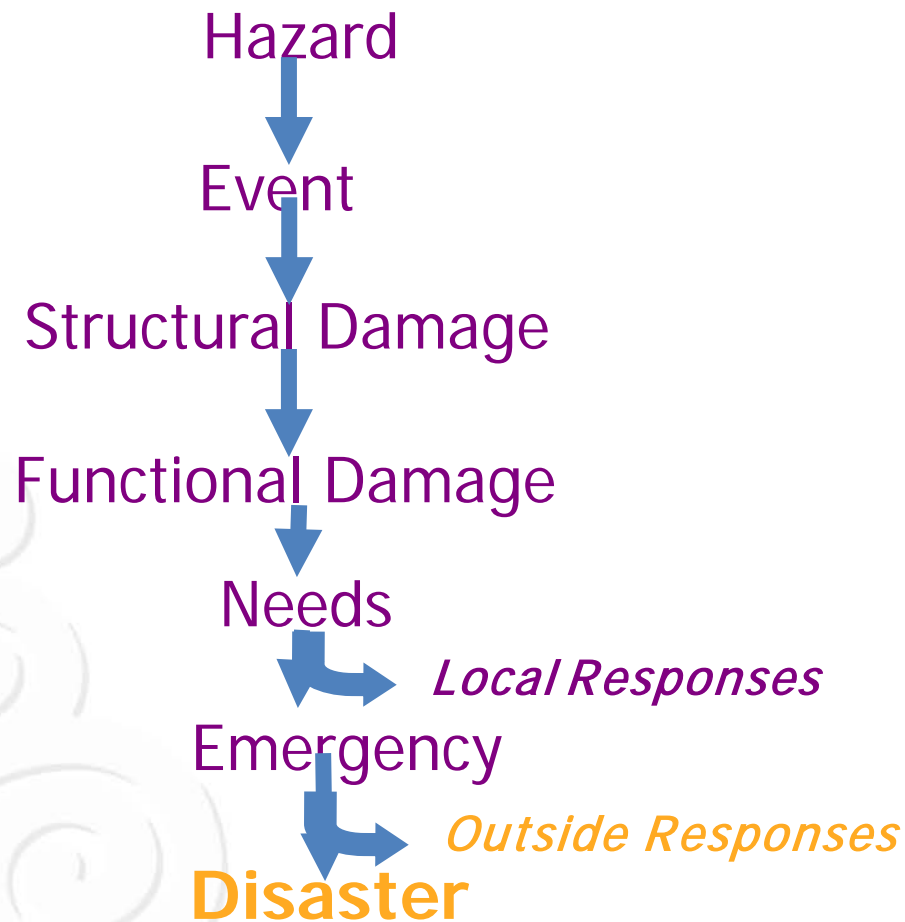 Hazard
Event
Structural Damage
Functional Damage
Needs
Local Responses
Emergency
Outside Responses
Disaster